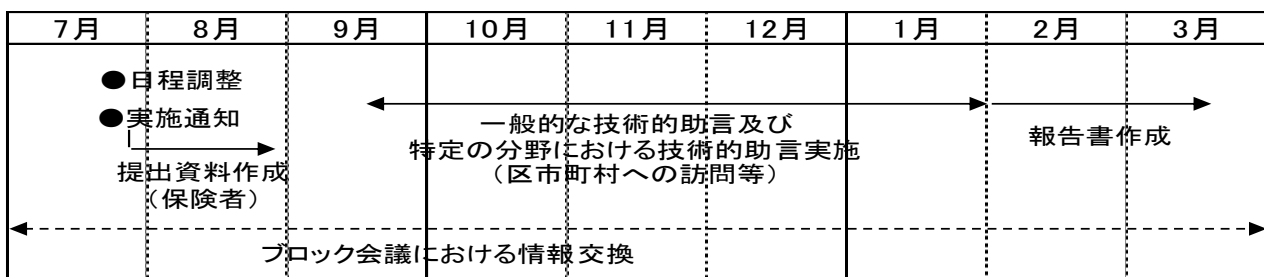 7月 8月 9月 10月 11月 12月 1月 2月 3月
●日程調整
●実施通知
提出資料作成
(保険者)
一般的な技術的助言及び
特定の分野における技術的助言実施
(区市町村への訪問等)
報告書作成
ブロック会議における情報交換